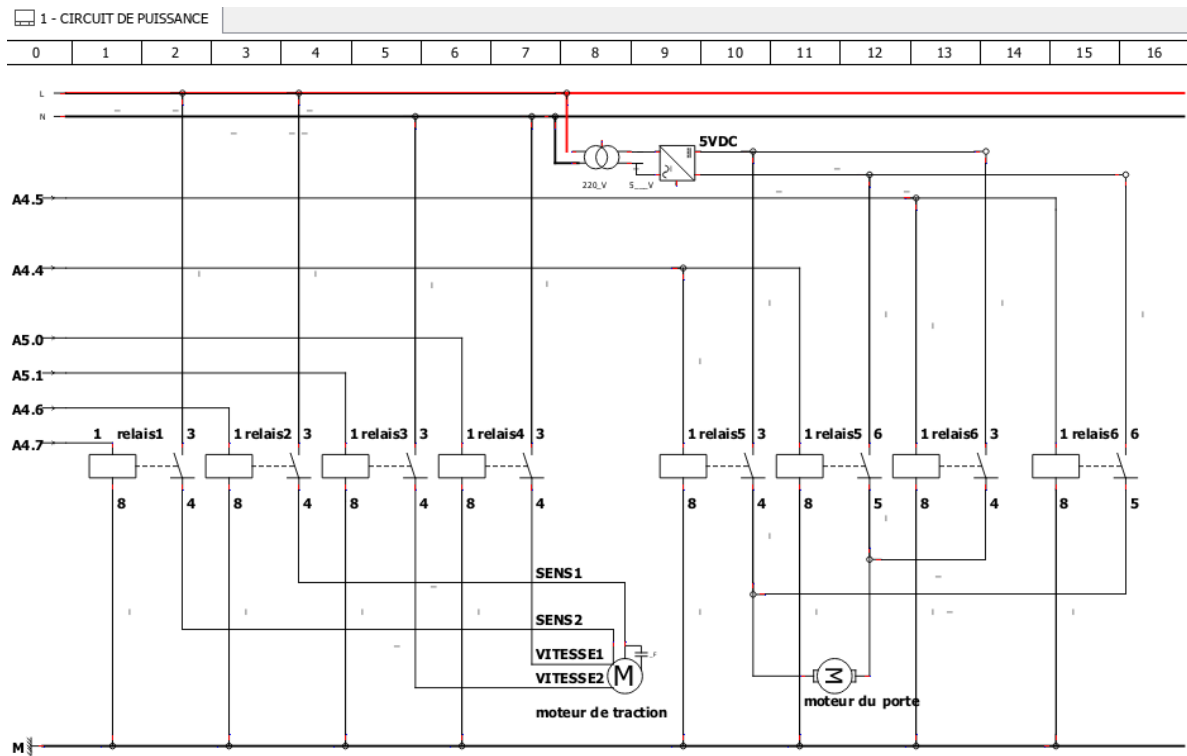 1 - CIRCUIT DE PUISSANCE
0 1 2 3 4 5 6 7 8 9 10 11 12 13 14 15 16
L
N
5VDC
220_V 5___V
A4.5
A4.4
A5.0
A5.1
A4.6
A4.7
1 relais1 3 1 relais2 3 1 relais3 3 1 relais4 3 1 relais5 3 1 relais5 6 1 relais6 3 1 relais6 6
8 4 8 4 8 4 8 4 8 4 8 5 8 4 8 5
SENS1
SENS2
VITESSE1
VITESSE2
_F
M
M
moteur de traction
moteur du porte
M